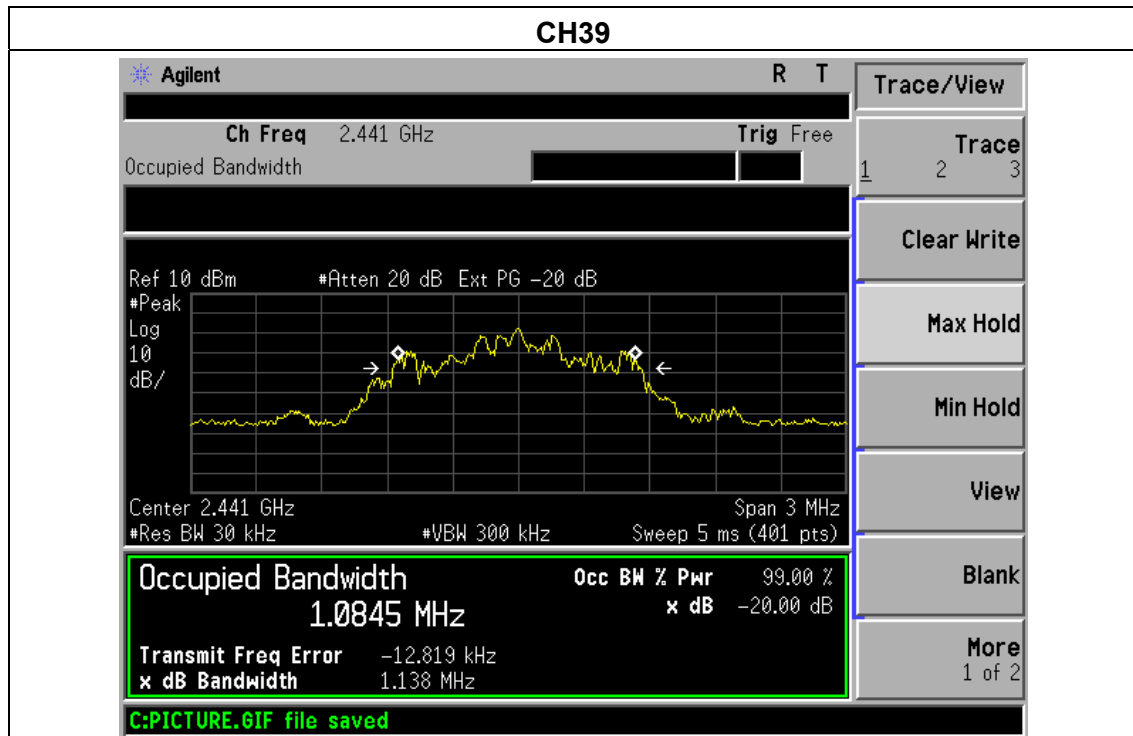 CH39
Agilent R T
Ch Freq 2.441 GHz Trig Free
Occupied Bandwidth
Ref 10 dBm #Atten 20 dB Ext PG -20 dB
#Peak
Log
10
dB/
Center 2.441 GHz Span 3 MHz
#Res BW 30 kHz #VBW 300 kHz Sweep 5 ms (401 pts)
Occupied Bandwidth Occ BW % Pwr 99.00 %
1.0845 MHz x dB -20.00 dB
Transmit Freq Error -12.819 kHz
x dB Bandwidth 1.138 MHz
C:PICTURE.GIF file saved
Trace/View
Trace
1 2 3
Clear Write
Max Hold
Min Hold
View
Blank
More
1 of 2